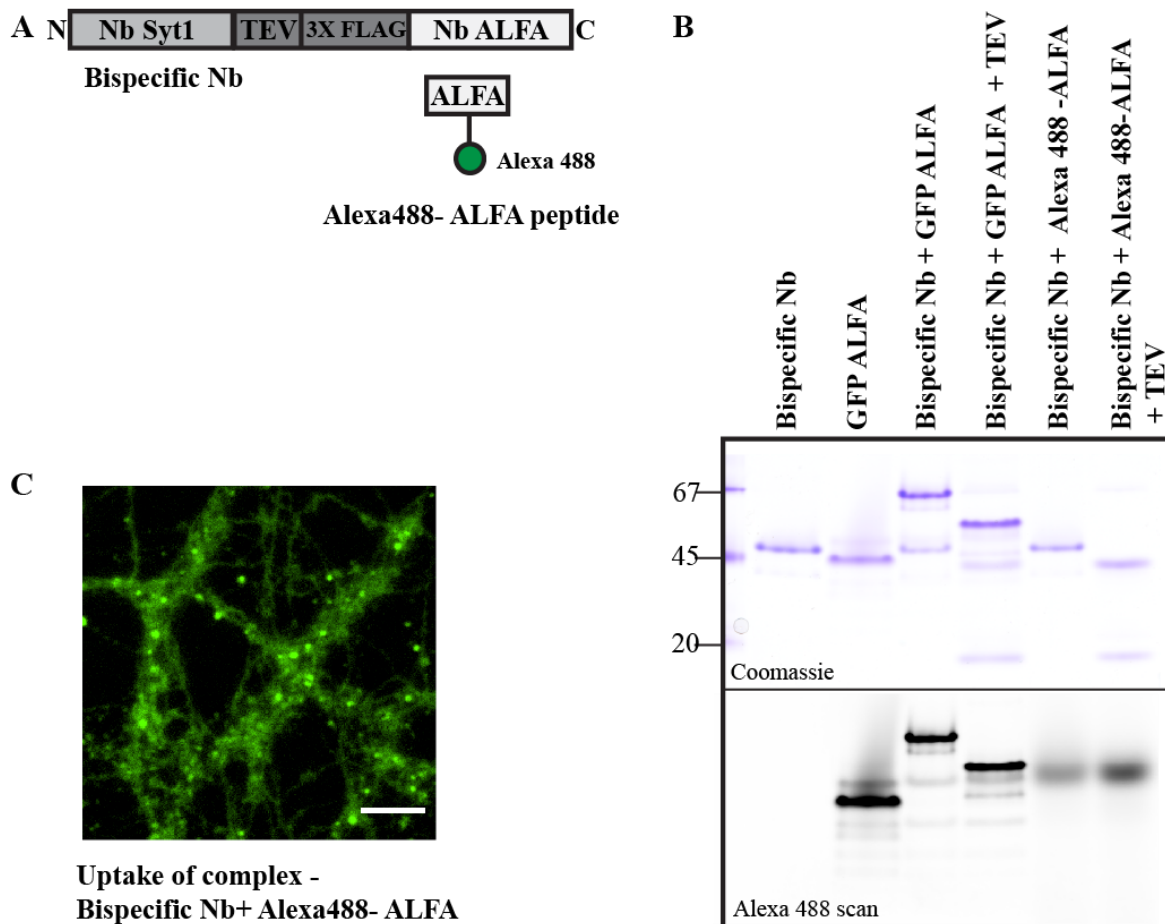 A
N Nb Syt1 TEV 3X FLAG Nb ALFA C
Bispecific Nb
ALFA
Alexa 488
Alexa488- ALFA peptide
B
Bispecific Nb
GFP ALFA
Bispecific Nb + GFP ALFA
Bispecific Nb + GFP ALFA + TEV
Bispecific Nb + Alexa 488 -ALFA
Bispecific Nb + Alexa 488-ALFA
+ TEV
67
45
20
Coomassie
Alexa 488 scan
C
Uptake of complex -
Bispecific Nb+ Alexa488- ALFA